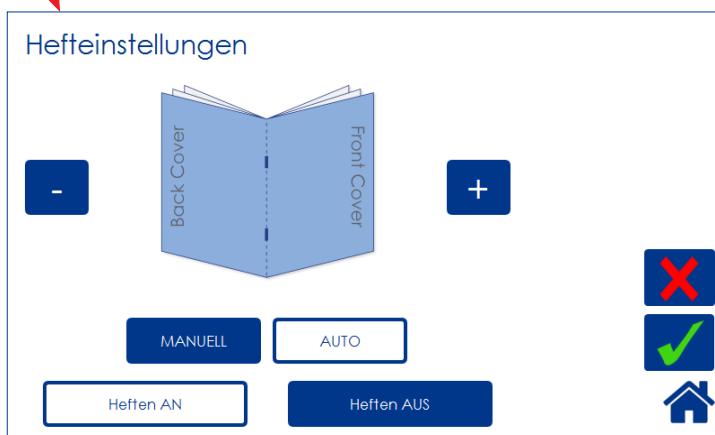 Hefteinstellungen
Back Cover
Front Cover
-
+
MANUELL
AUTO
Heften AN
Heften AUS